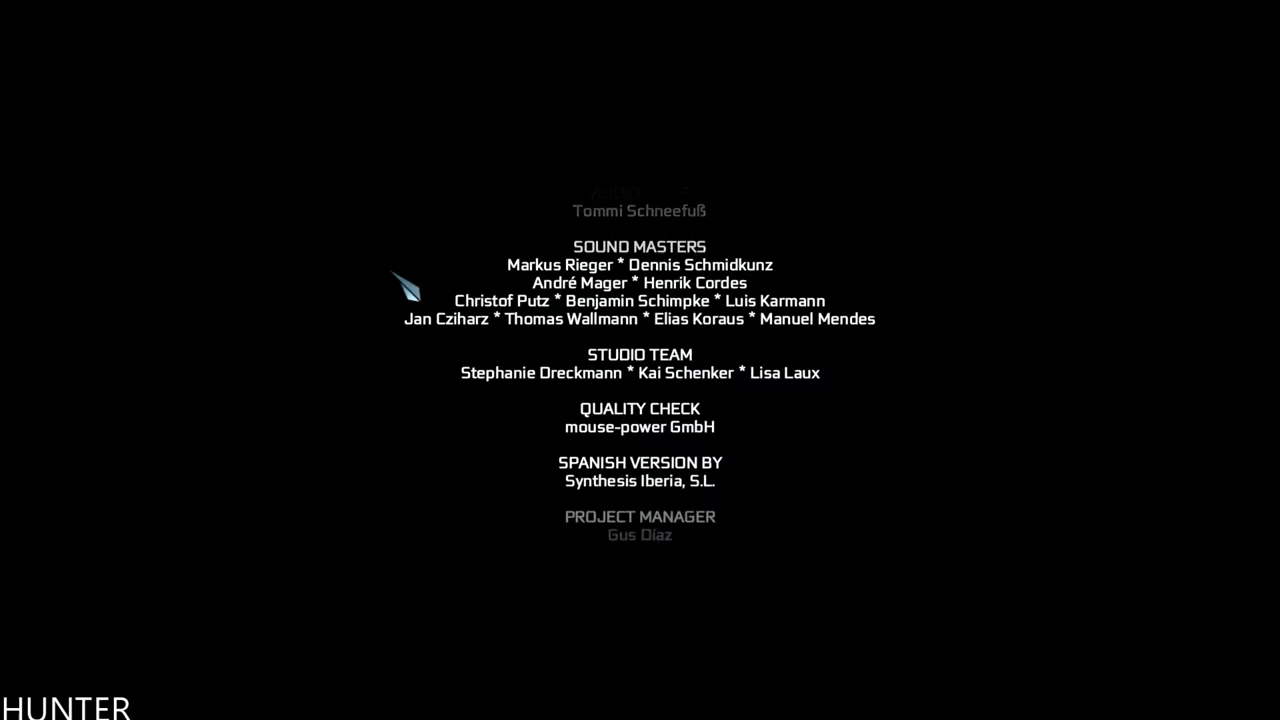 AUDIO
Tommi Schneefuß
SOUND MASTERS
Markus Rieger * Dennis Schmidkunz
André Mager * Henrik Cordes
Christof Putz * Benjamin Schimpke * Luis Karmann
Jan Cziharz * Thomas Wallmann * Elias Koraus * Manuel Mendes
STUDIO TEAM
Stephanie Dreckmann * Kai Schenker * Lisa Laux
QUALITY CHECK
mouse-power GmbH
SPANISH VERSION BY
Synthesis Iberia, S.L.
PROJECT MANAGER
Gus Díaz
HUNTER